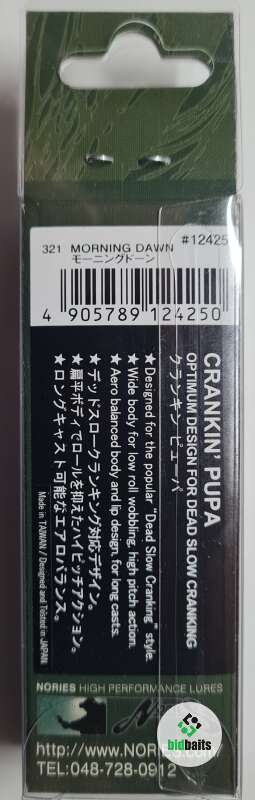 321 MORNING DAWN #12425
モーニングドーン
4 905789 124250
CRANKIN' PUPA
OPTIMUM DESIGN FOR DEAD SLOW CRANKING
クランキン ピューパ
★Designed for the popular "Dead Slow Cranking" style.
★Wide body for low roll wobbling, high pitch action.
★Aero balanced body and lip design, for long casts.
★デッドスロークランキング対応デザイン。
★扁平ボディでロールを抑えたハイピッチアクション。
★ロングキャスト可能なエアロバランス。
Made in TAIWAN / Designed and Tested in JAPAN.
NORIES HIGH PERFORMANCE LURES
bidbaits
http://www.NORIES.com/
TEL:048-728-0912